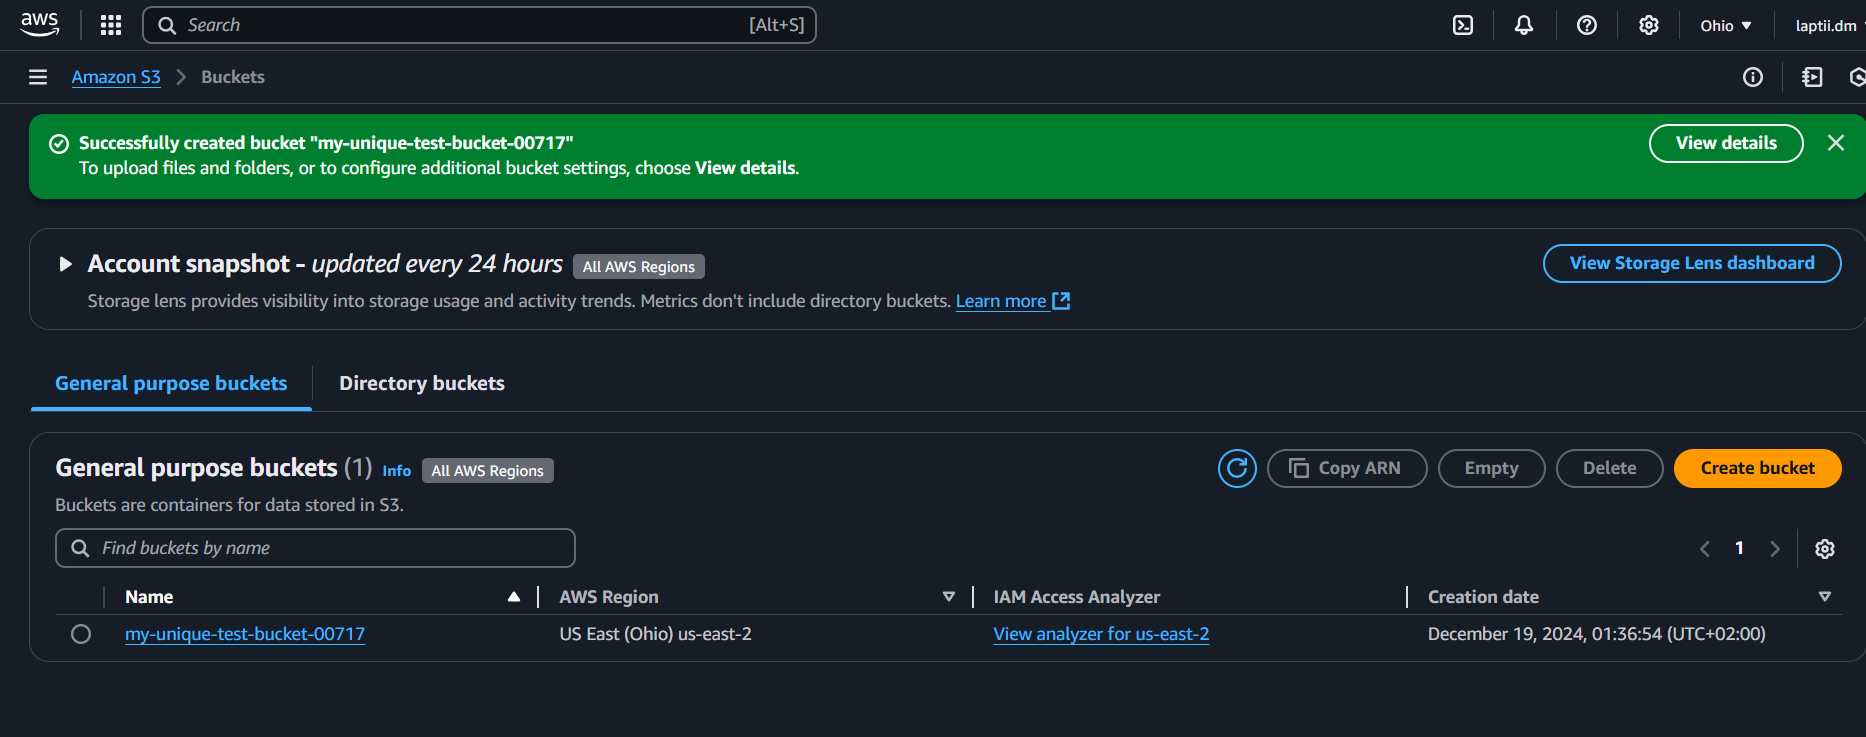 aws Search [Alt+S] Ohio laptii.dm
Amazon S3 Buckets
Successfully created bucket "my-unique-test-bucket-00717" View details
To upload files and folders, or to configure additional bucket settings, choose View details.
Account snapshot - updated every 24 hours All AWS Regions View Storage Lens dashboard
Storage lens provides visibility into storage usage and activity trends. Metrics don't include directory buckets. Learn more
General purpose buckets Directory buckets
General purpose buckets (1) Info All AWS Regions Copy ARN Empty Delete Create bucket
Buckets are containers for data stored in S3.
Find buckets by name 1
Name AWS Region IAM Access Analyzer Creation date
my-unique-test-bucket-00717 US East (Ohio) us-east-2 View analyzer for us-east-2 December 19, 2024, 01:36:54 (UTC+02:00)